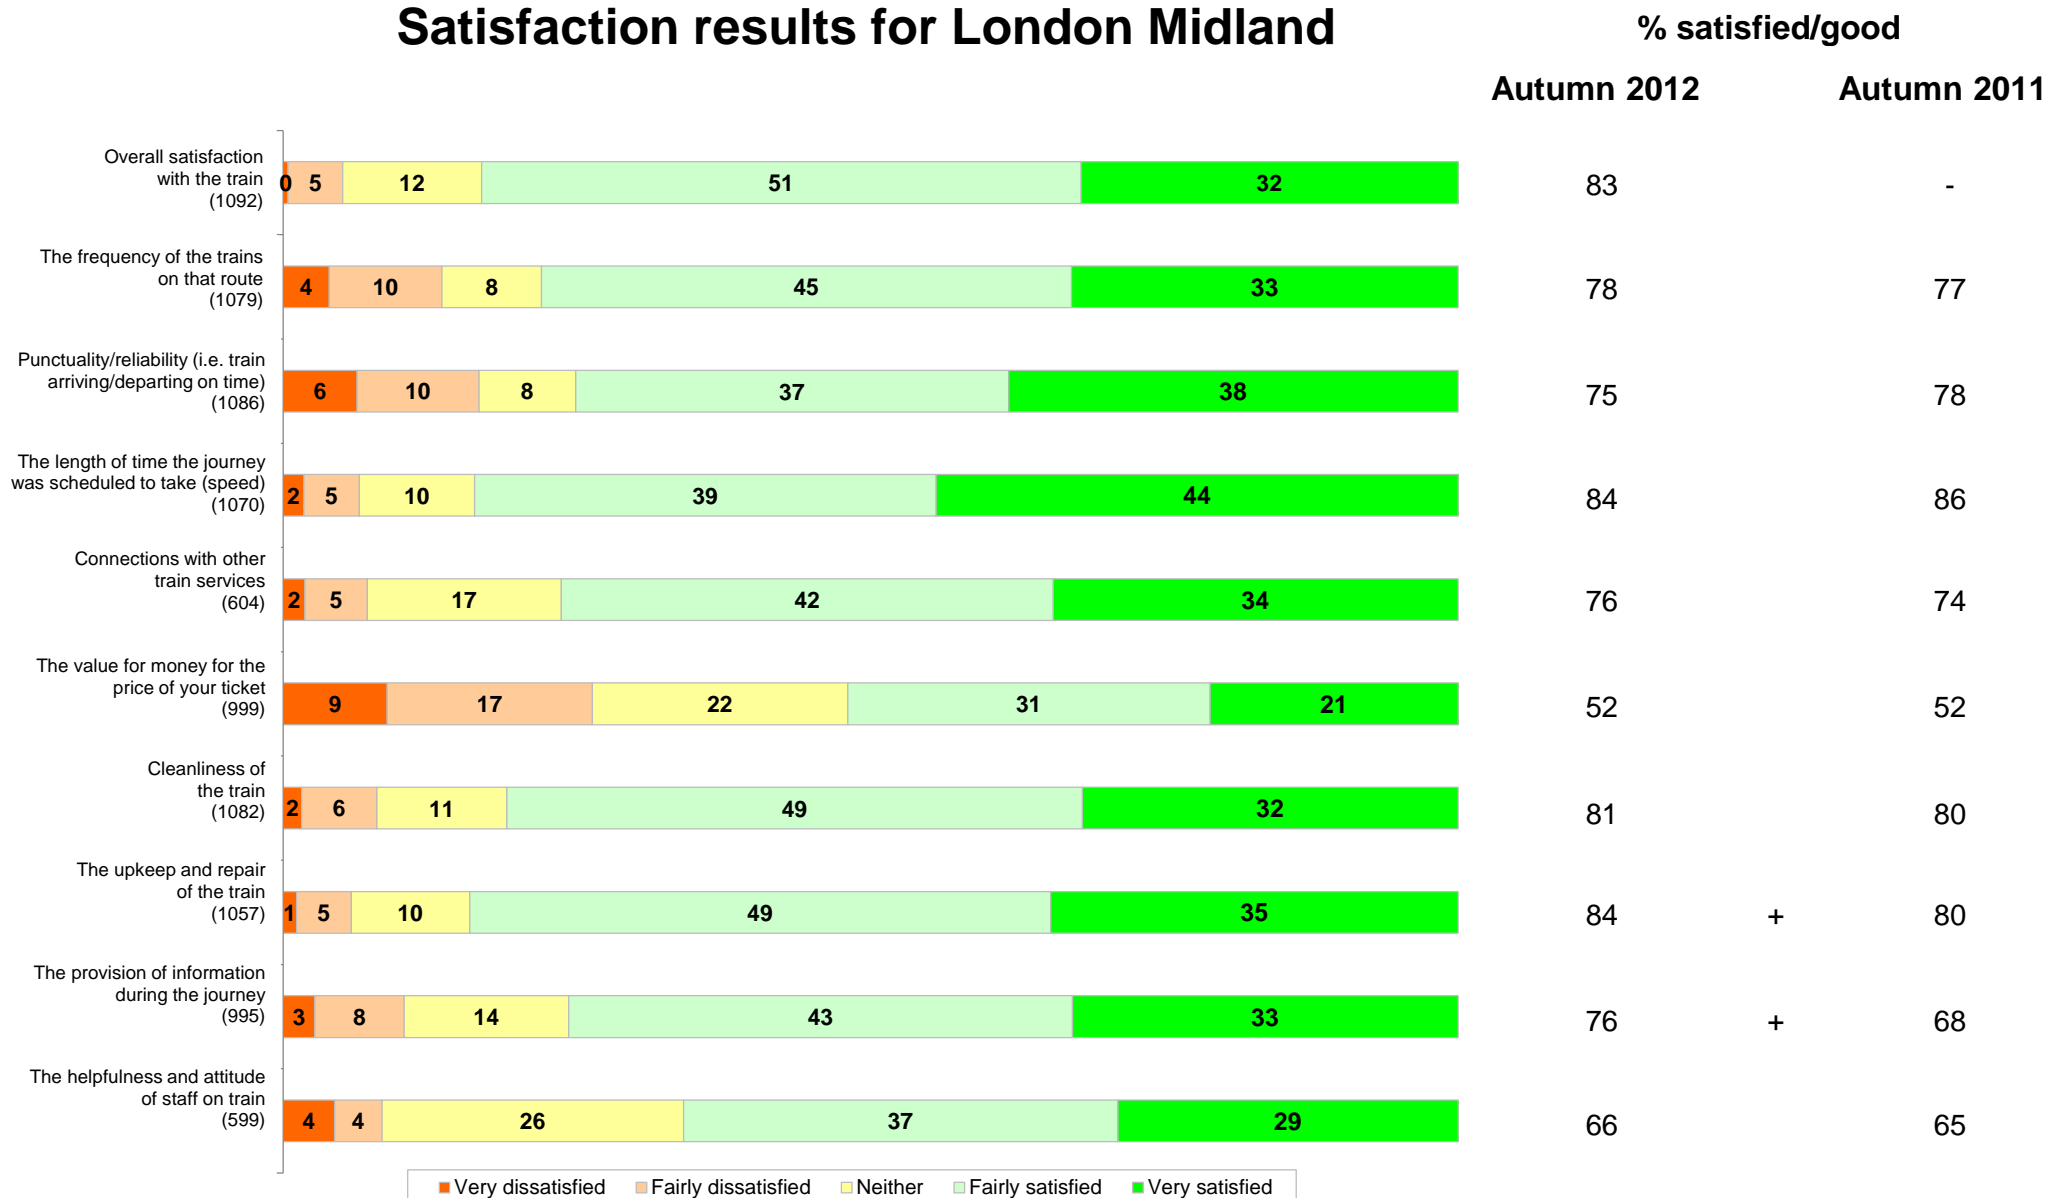 Satisfaction results for London Midland
% satisfied/good
Autumn 2012 Autumn 2011
Overall satisfaction
with the train
(1092)
0 5 12 51 32 83 -
The frequency of the trains
on that route
(1079)
4 10 8 45 33 78 77
Punctuality/reliability (i.e. train
arriving/departing on time)
(1086)
6 10 8 37 38 75 78
The length of time the journey
was scheduled to take (speed)
(1070)
2 5 10 39 44 84 86
Connections with other
train services
(604)
2 5 17 42 34 76 74
The value for money for the
price of your ticket
(999)
9 17 22 31 21 52 52
Cleanliness of
the train
(1082)
2 6 11 49 32 81 80
The upkeep and repair
of the train
(1057)
1 5 10 49 35 84 + 80
The provision of information
during the journey
(995)
3 8 14 43 33 76 + 68
The helpfulness and attitude
of staff on train
(599)
4 4 26 37 29 66 65
Very dissatisfied Fairly dissatisfied Neither Fairly satisfied Very satisfied